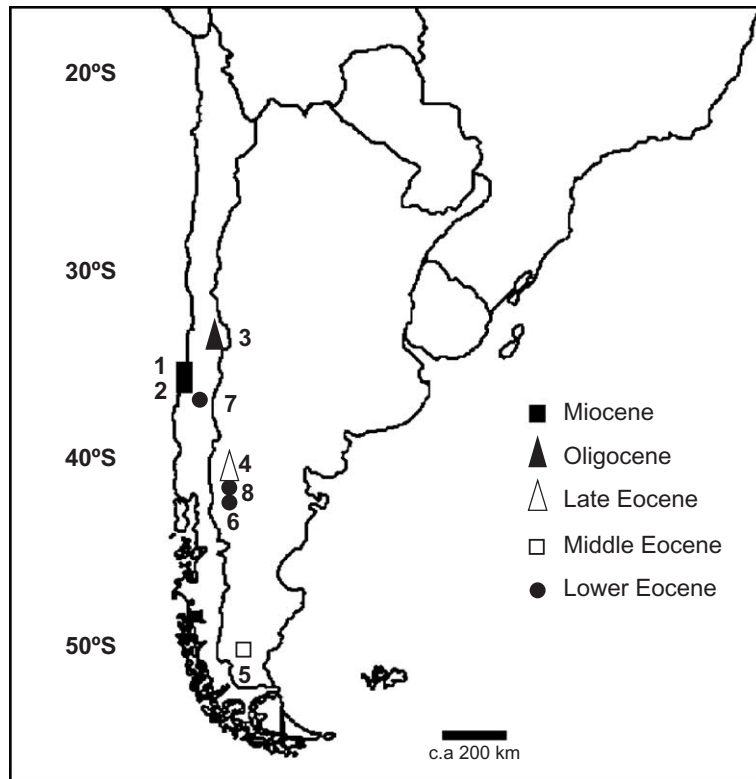 20ºS
30ºS
3
1
2
7
Miocene
Oligocene
40ºS
4
Late Eocene
8
6
Middle Eocene
Lower Eocene
50ºS
5
c.a 200 km